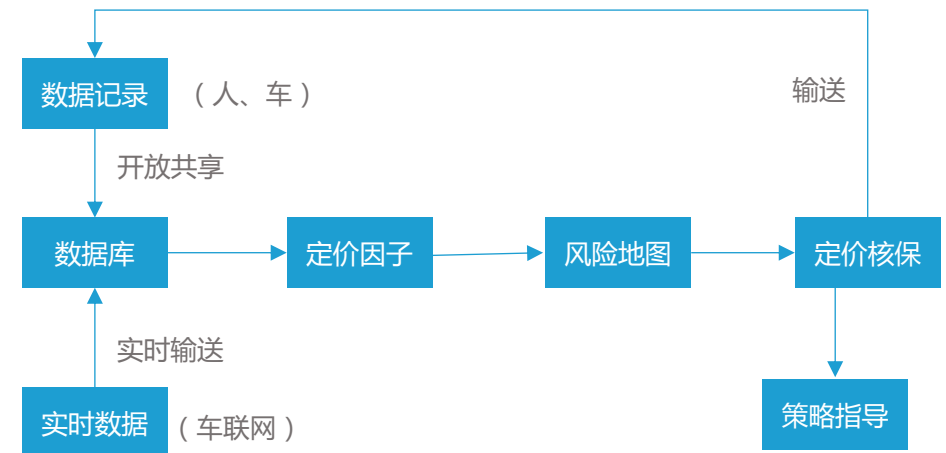 数据记录
（人、车）
输送
开放共享
数据库
定价因子
风险地图
定价核保
实时输送
实时数据
（车联网）
策略指导